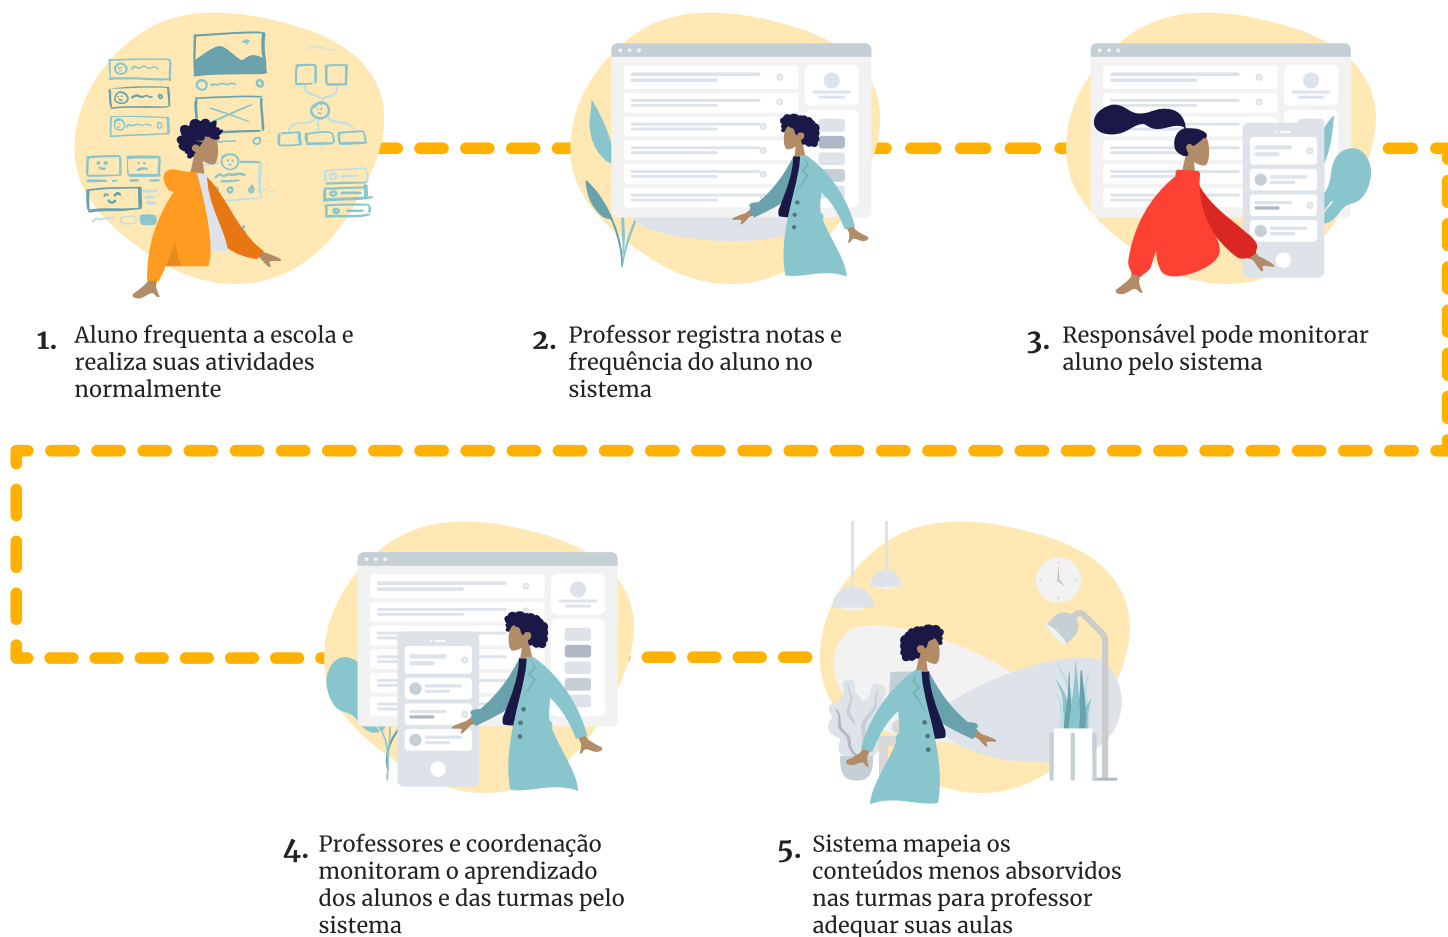 1. Aluno frequenta a escola e
realiza suas atividades
normalmente
2. Professor registra notas e
frequência do aluno no
sistema
3. Responsável pode monitorar
aluno pelo sistema
4. Professores e coordenação
monitoram o aprendizado
dos alunos e das turmas pelo
sistema
5. Sistema mapeia os
conteúdos menos absorvidos
nas turmas para professor
adequar suas aulas